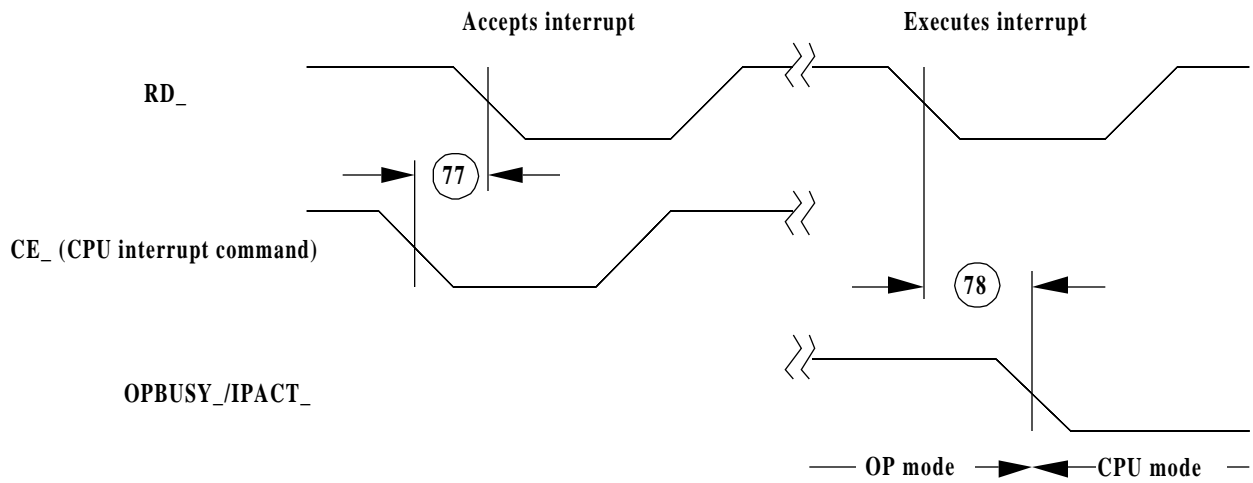 Accepts interrupt
Executes interrupt
RD_
77
CE_ (CPU interrupt command)
78
OPBUSY_/IPACT_
OP mode
CPU mode